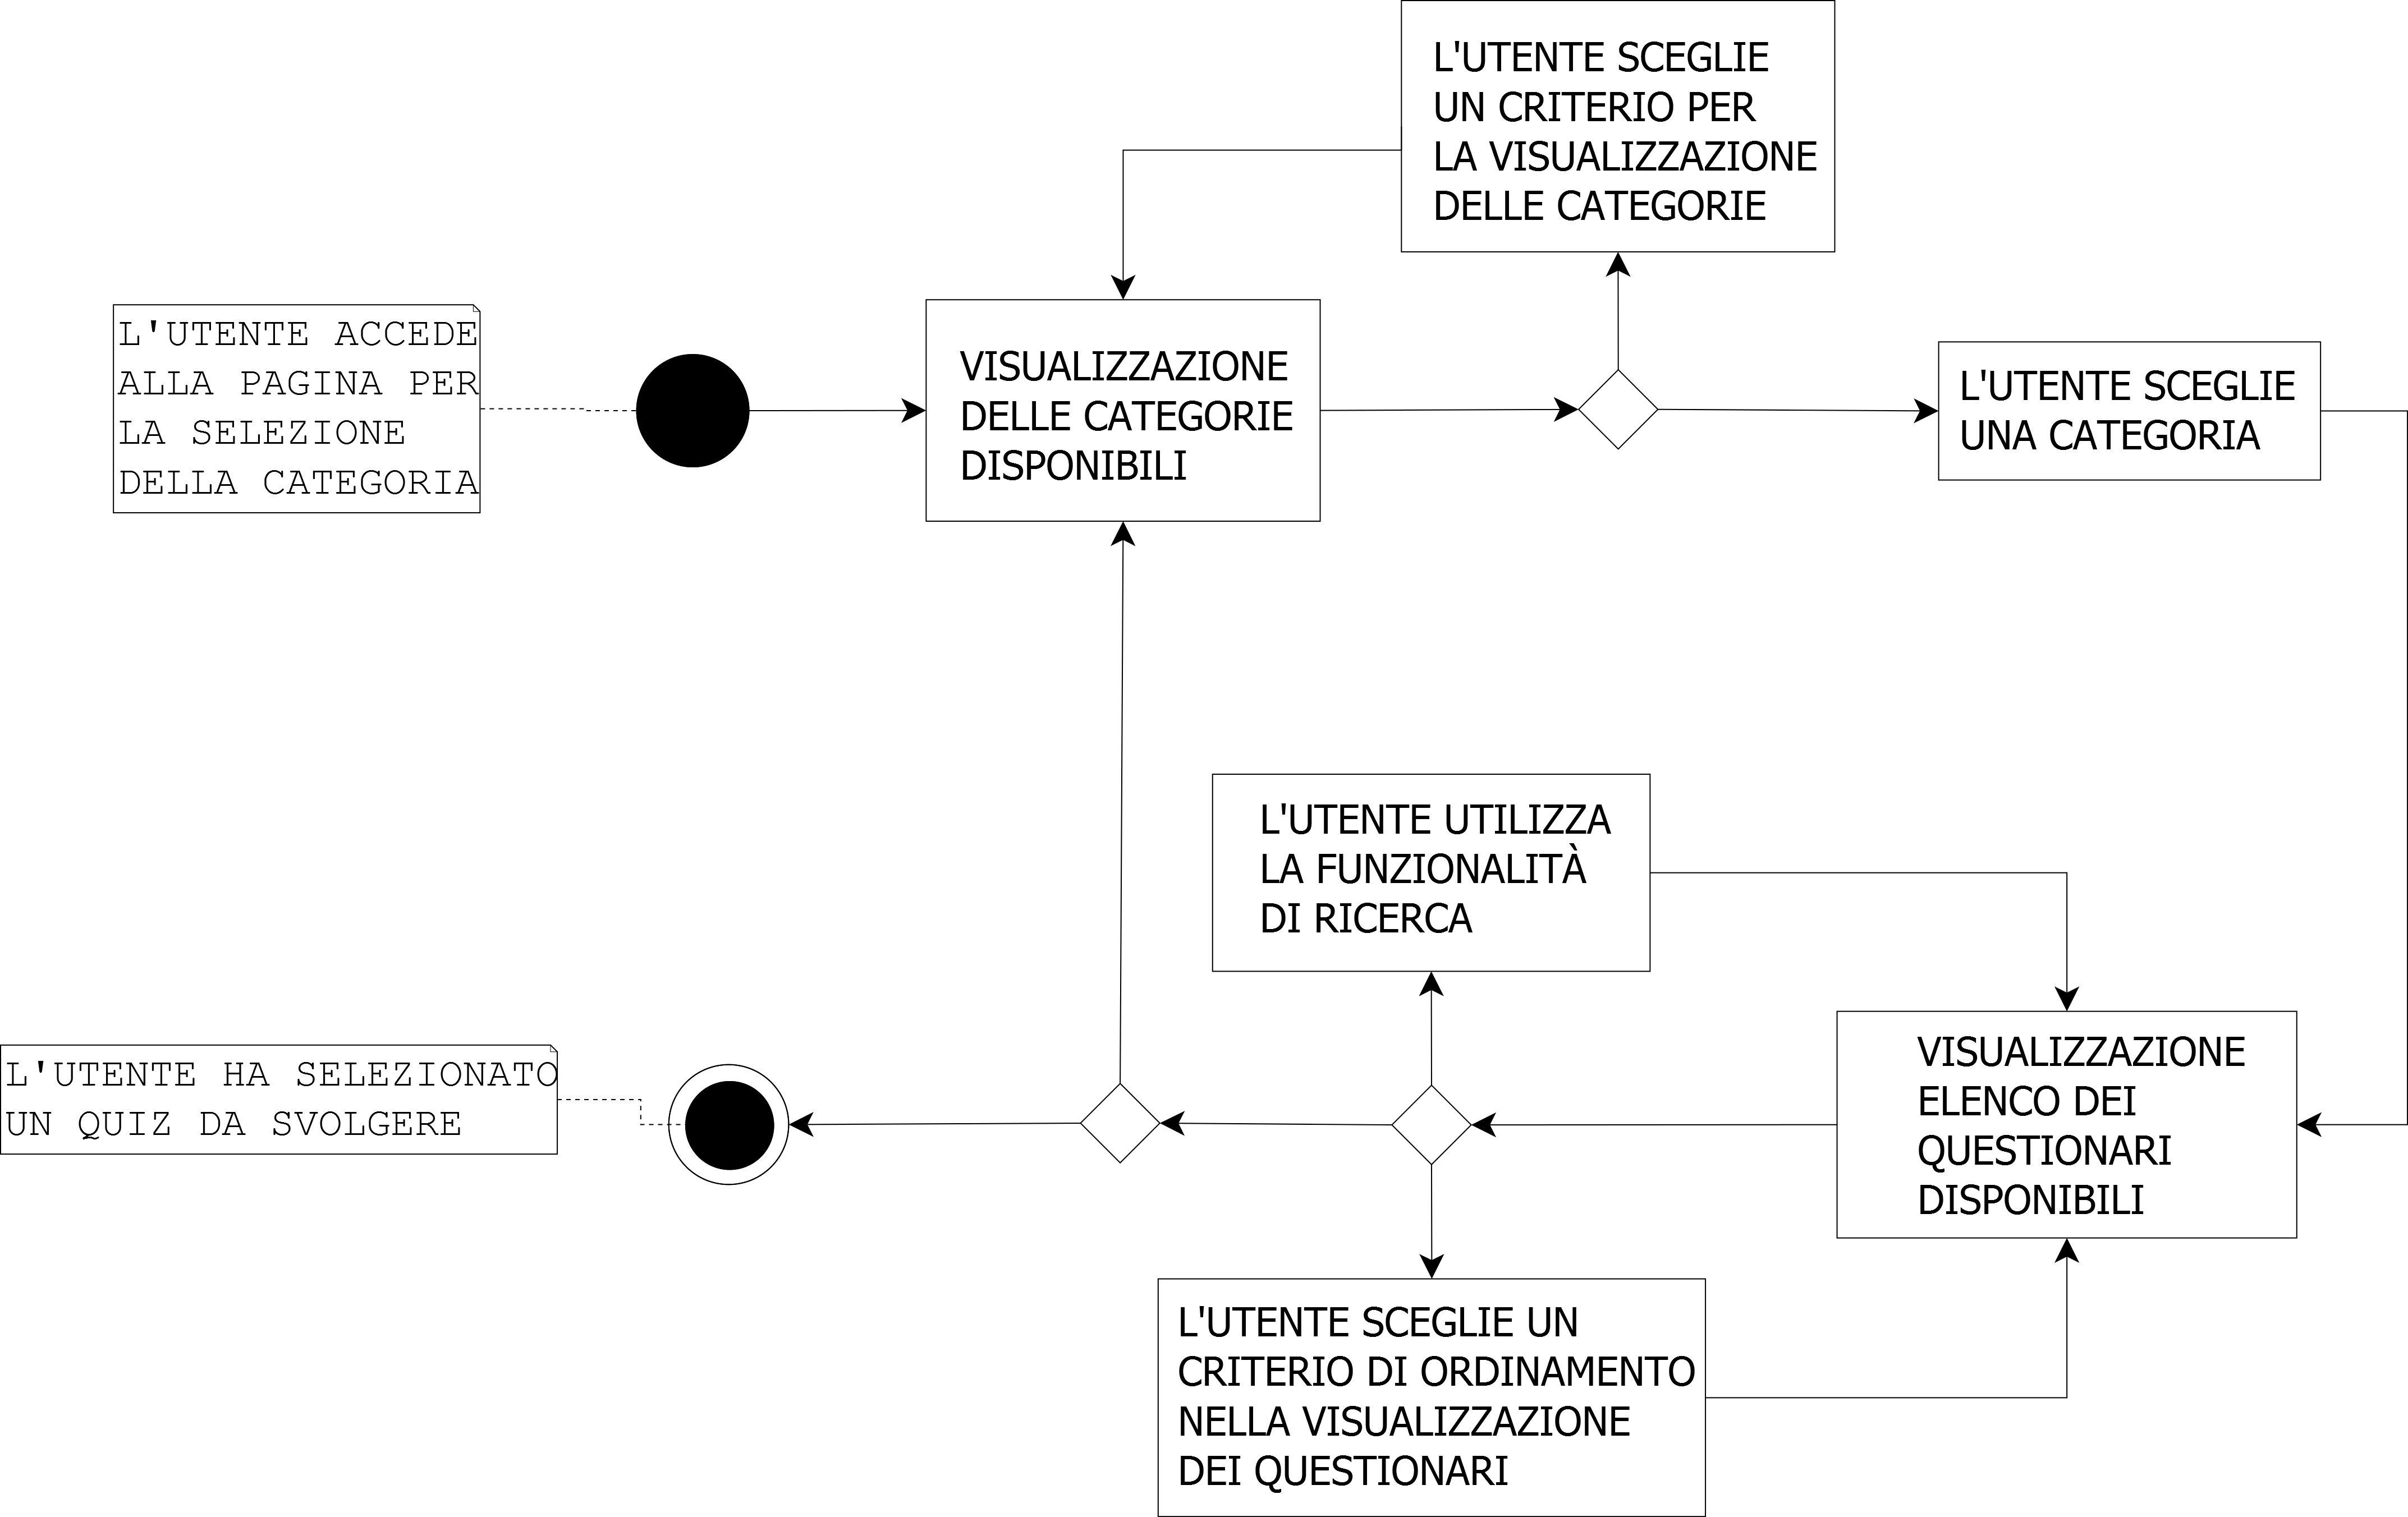 L'UTENTE SCEGLIE
UN CRITERIO PER
LA VISUALIZZAZIONE
DELLE CATEGORIE
L'UTENTE ACCEDE
ALLA PAGINA PER
LA SELEZIONE
DELLA CATEGORIA
VISUALIZZAZIONE
DELLE CATEGORIE
DISPONIBILI
L'UTENTE SCEGLIE
UNA CATEGORIA
L'UTENTE UTILIZZA
LA FUNZIONALITÀ
DI RICERCA
VISUALIZZAZIONE
ELENCO DEI
QUESTIONARI
DISPONIBILI
L'UTENTE HA SELEZIONATO
UN QUIZ DA SVOLGERE
L'UTENTE SCEGLIE UN
CRITERIO DI ORDINAMENTO
NELLA VISUALIZZAZIONE
DEI QUESTIONARI